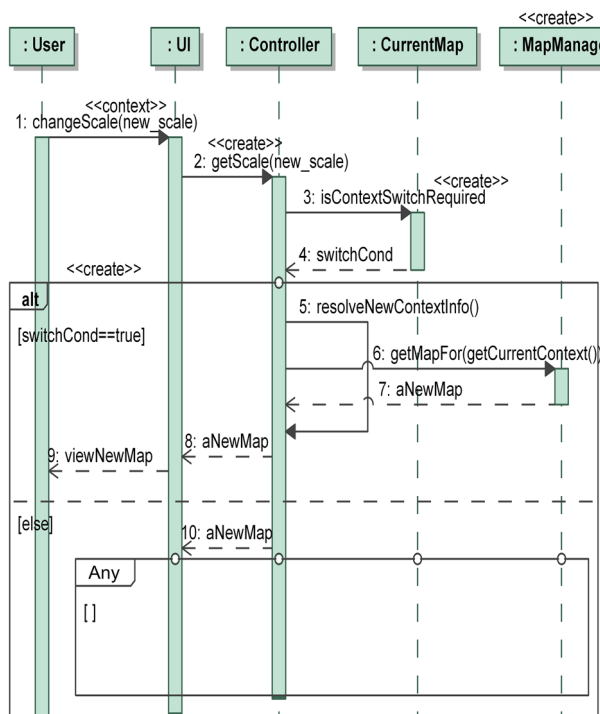 <<create>>
: User
: UI
: Controller
: CurrentMap
: MapManage
<<context>>
1: changeScale(new_scale)
<<create>>
2: getScale(new_scale)
<<create>>
3: isContextSwitchRequired
4: switchCond
<<create>>
alt
5: resolveNewContextInfo()
[switchCond==true]
6: getMapFor(getCurrentContext())
7: aNewMap
8: aNewMap
9: viewNewMap
[else]
10: aNewMap
Any
[ ]